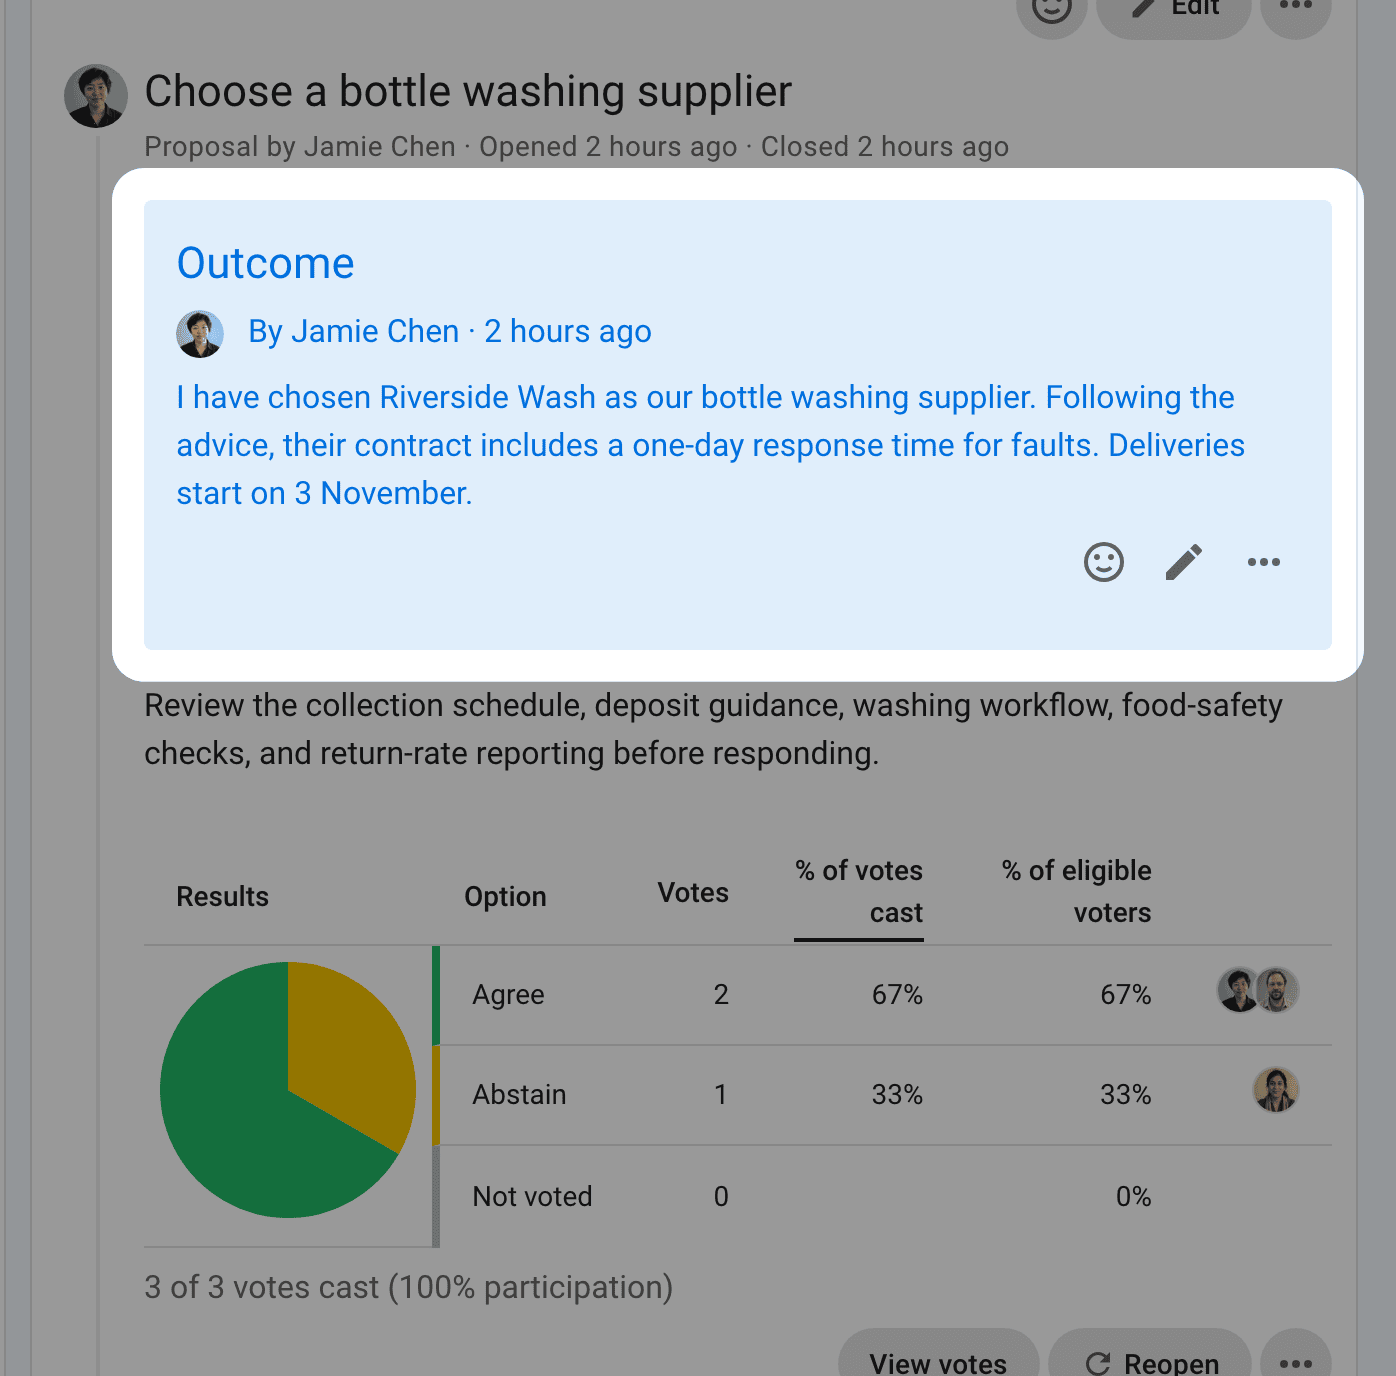 Edit
Choose a bottle washing supplier
Proposal by Jamie Chen · Opened 2 hours ago · Closed 2 hours ago
Outcome
By Jamie Chen · 2 hours ago
I have chosen Riverside Wash as our bottle washing supplier. Following the
advice, their contract includes a one-day response time for faults. Deliveries
start on 3 November.
Review the collection schedule, deposit guidance, washing workflow, food-safety
checks, and return-rate reporting before responding.
Results Option Votes % of votes cast % of eligible voters
Agree 2 67% 67%
Abstain 1 33% 33%
Not voted 0 0%
3 of 3 votes cast (100% participation)
View votes Reopen